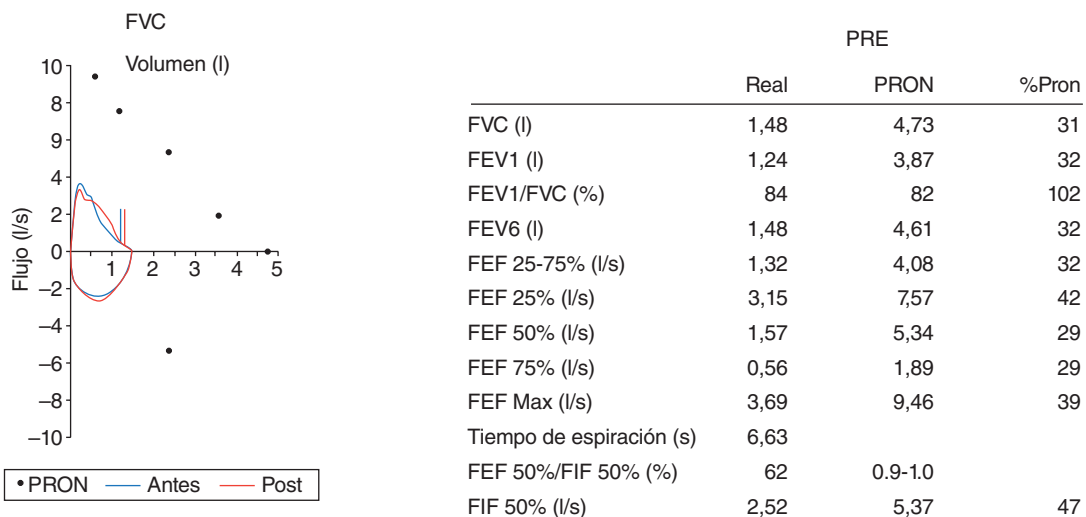 FVC
Volumen (l)
10
8
9
4
2
0
–2
–4
–6
–8
–10
1 2 3 4 5
Flujo (l/s)
PRON Antes Post
PRE
Real PRON %Pron
FVC (l) 1,48 4,73 31
FEV1 (l) 1,24 3,87 32
FEV1/FVC (%) 84 82 102
FEV6 (l) 1,48 4,61 32
FEF 25-75% (l/s) 1,32 4,08 32
FEF 25% (l/s) 3,15 7,57 42
FEF 50% (l/s) 1,57 5,34 29
FEF 75% (l/s) 0,56 1,89 29
FEF Max (l/s) 3,69 9,46 39
Tiempo de espiración (s) 6,63
FEF 50%/FIF 50% (%) 62 0.9-1.0
FIF 50% (l/s) 2,52 5,37 47